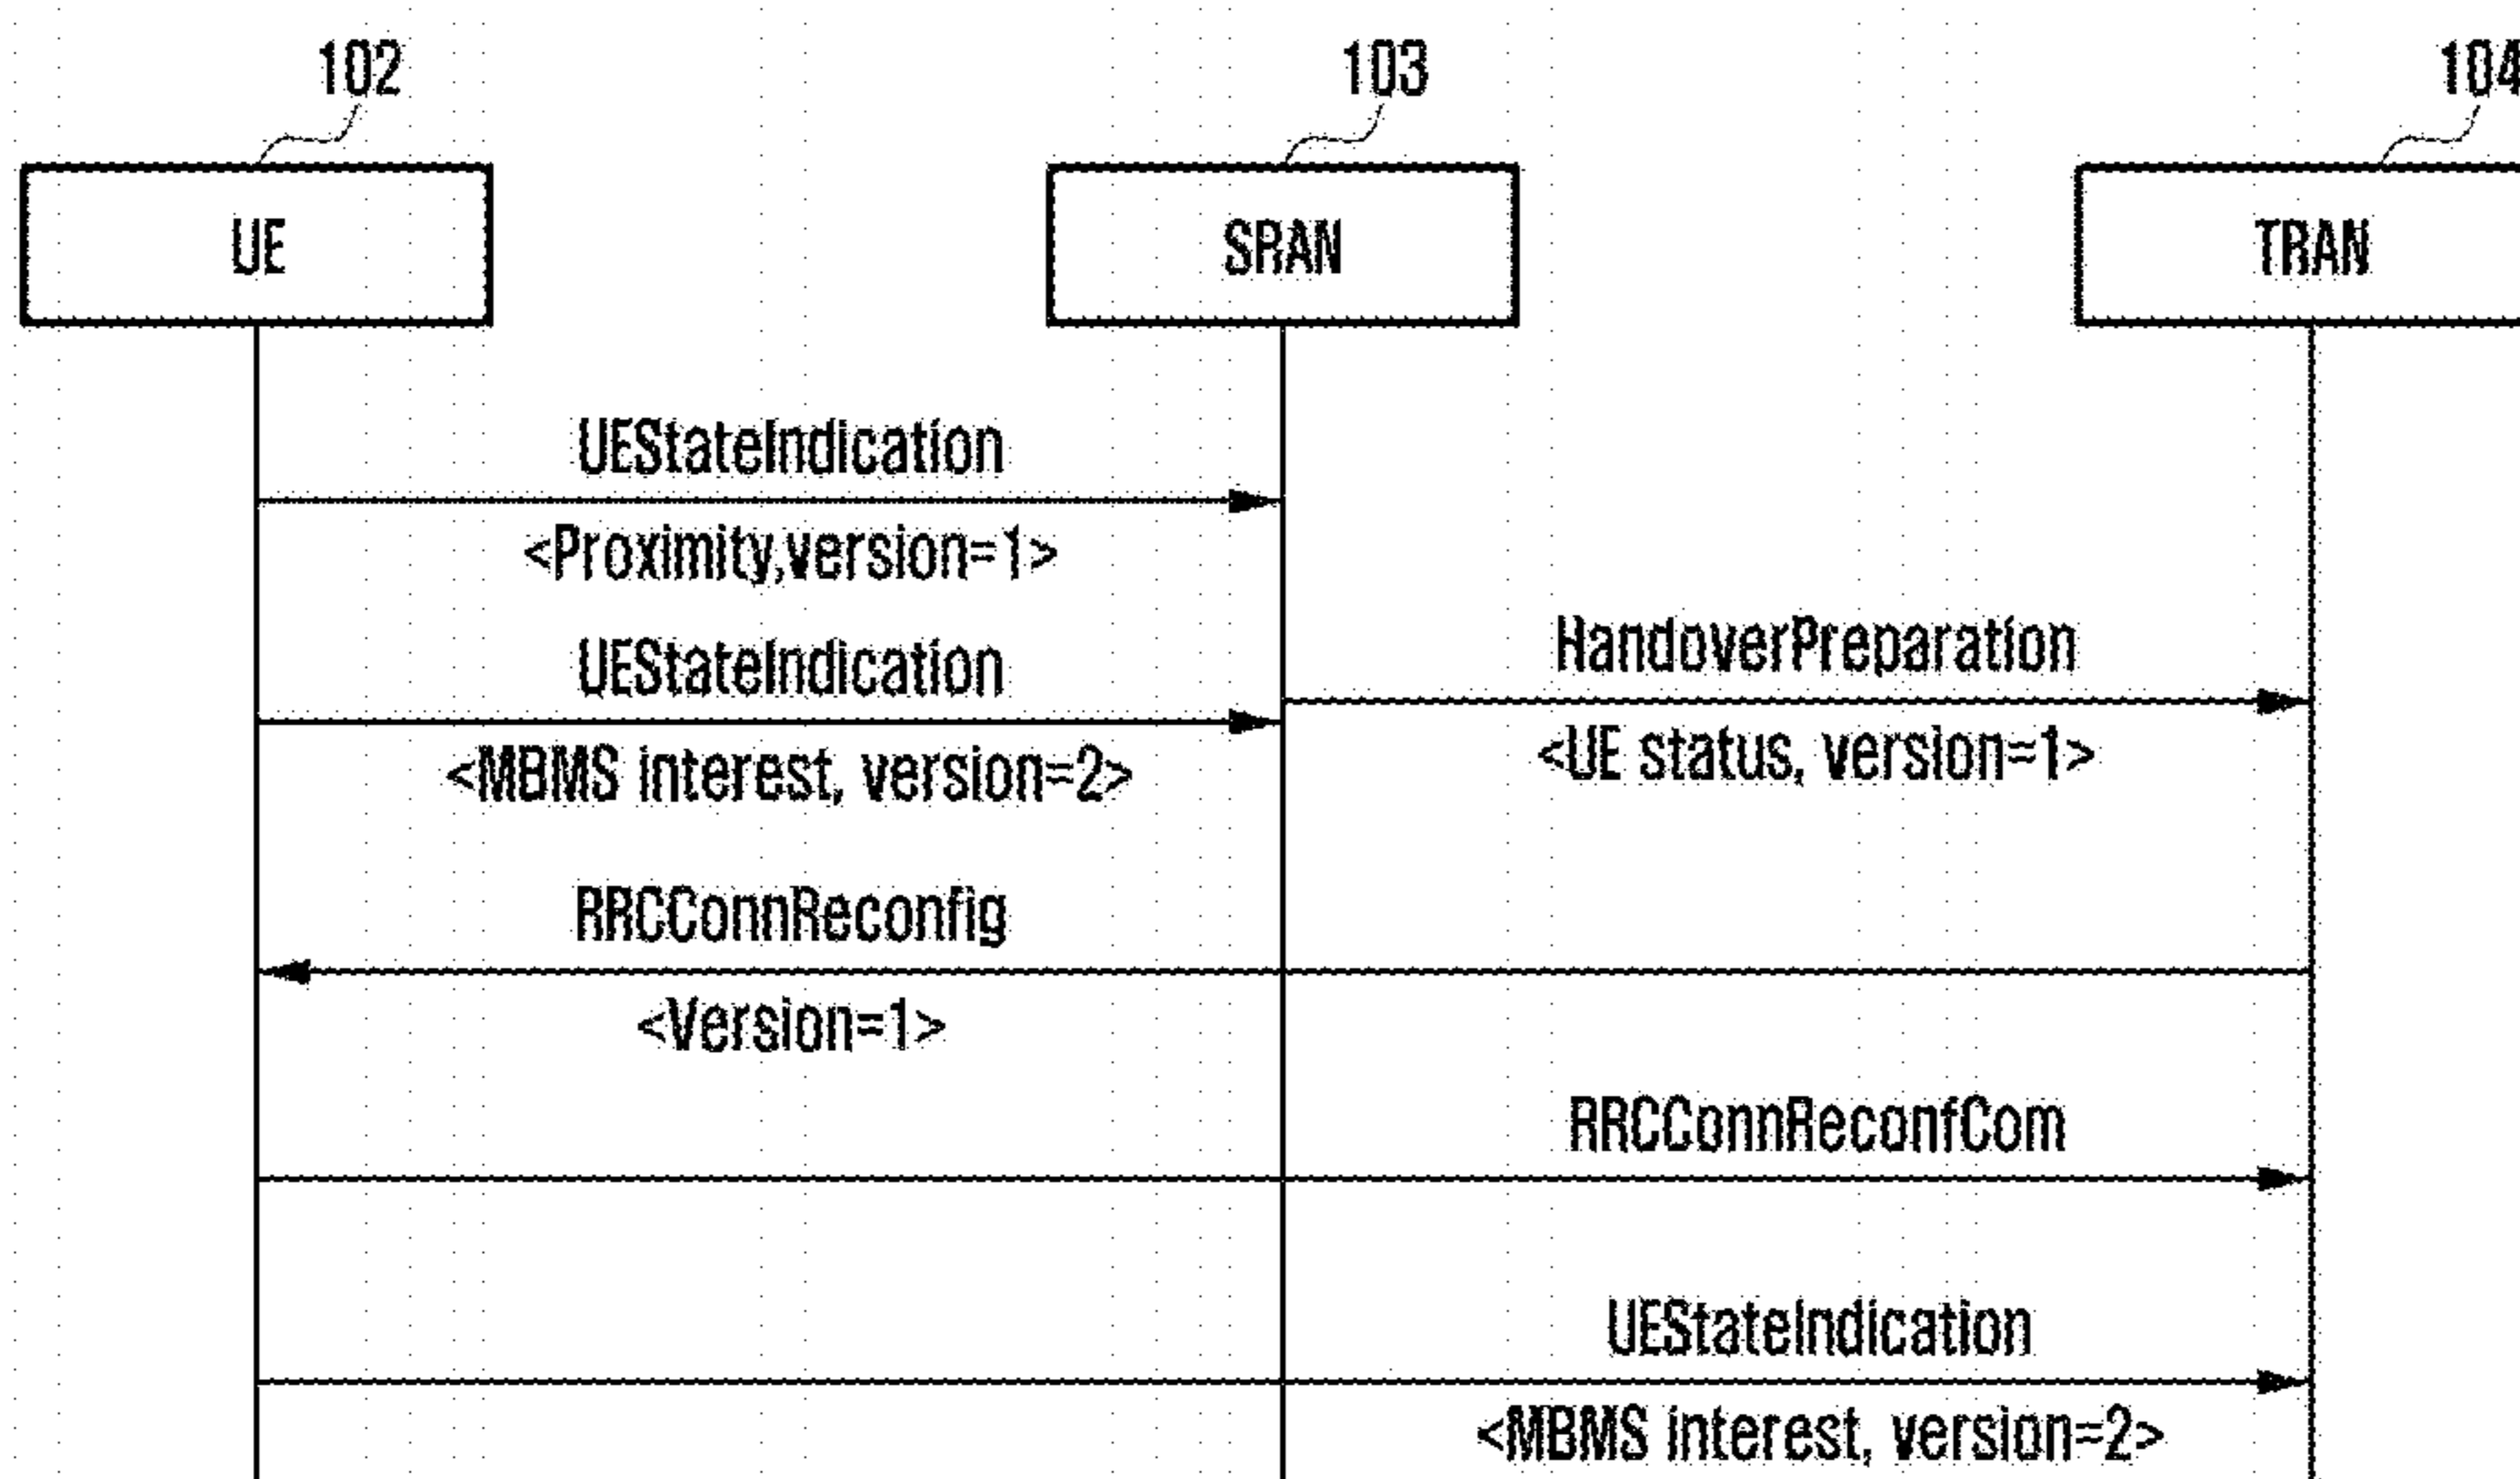 102
103
104
UE
SRAN
TRAN
UEStateIndication
<Proximity,version=1>
UEStateIndication
HandoverPreparation
<MBMS interest, version=2>
<UE status, version=1>
RRCConnReconfig
<Version=1>
RRCConnReconfCom
UEStateIndication
<MBMS interest, version=2>